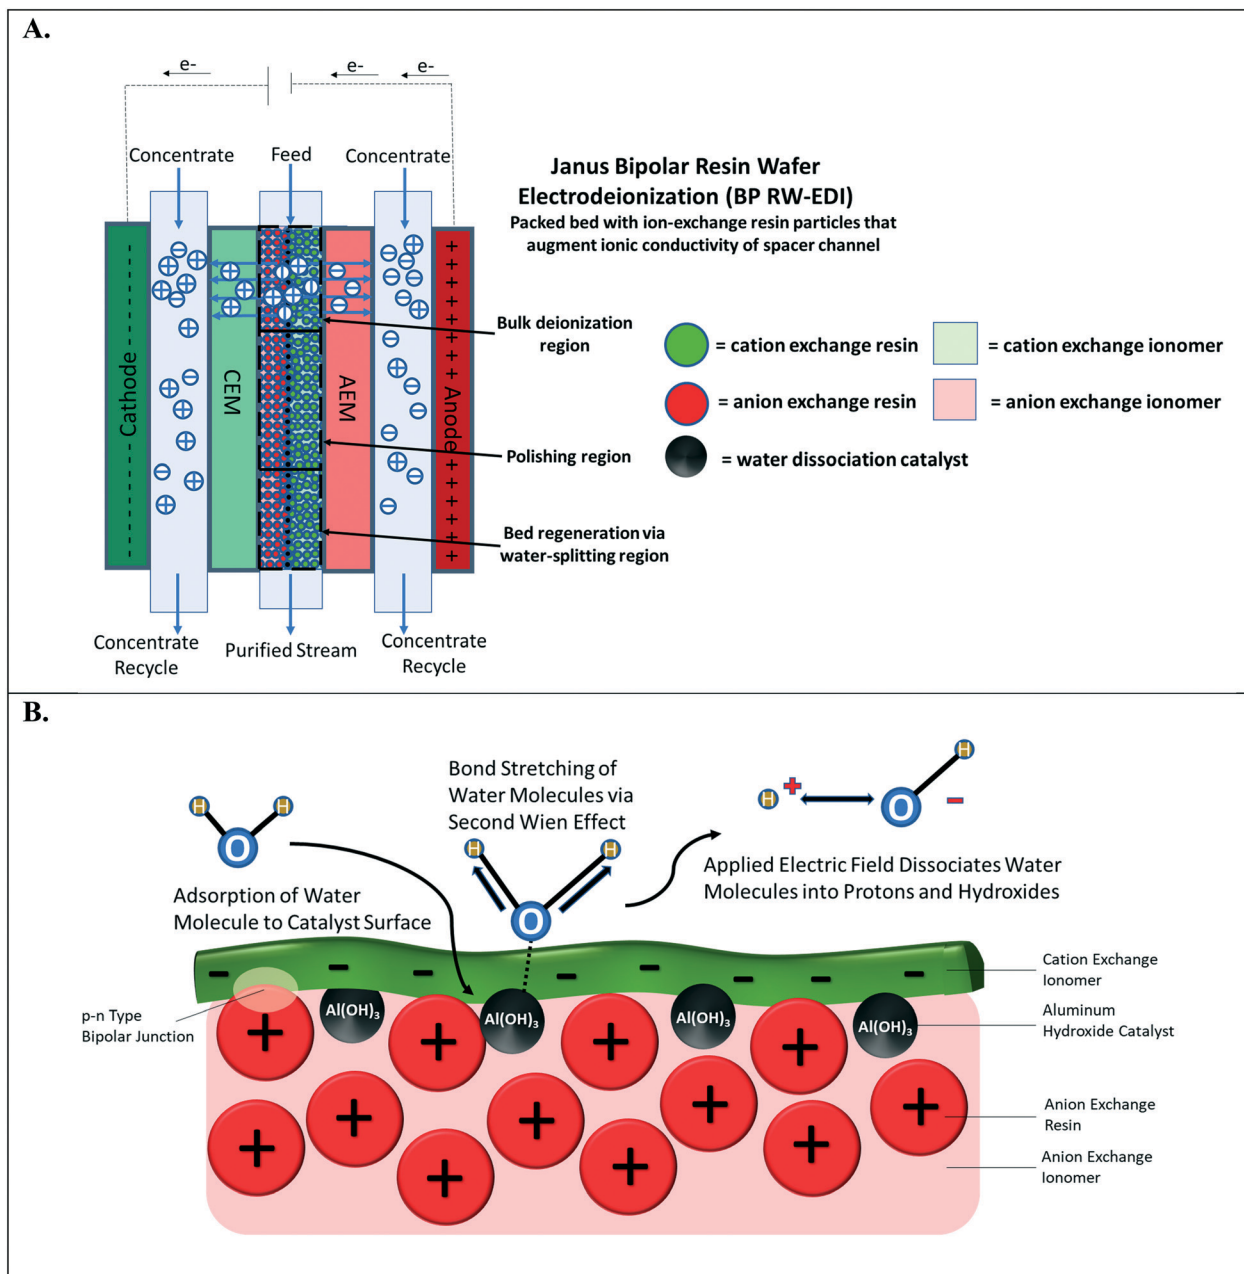 A.
e-
e-
e-
Concentrate
Feed
Concentrate
Janus Bipolar Resin Wafer
Electrodeionization (BP RW-EDI)
Packed bed with ion-exchange resin particles that
augment ionic conductivity of spacer channel
Cathode
CEM
AEM
Anode
Bulk deionization
region
= cation exchange resin
= cation exchange ionomer
= anion exchange resin
= anion exchange ionomer
Polishing region
= water dissociation catalyst
Bed regeneration via
water-splitting region
Concentrate
Recycle
Purified Stream
Concentrate
Recycle
B.
H
H
O
Adsorption of Water
Molecule to Catalyst Surface
Bond Stretching of
Water Molecules via
Second Wien Effect
H
H
O
H
+
O
-
H
Applied Electric Field Dissociates Water
Molecules into Protons and Hydroxides
p-n Type
Bipolar Junction
Al(OH)3
Al(OH)3
Al(OH)3
Al(OH)3
Cation Exchange
Ionomer
Aluminum
Hydroxide Catalyst
Anion Exchange
Resin
Anion Exchange
Ionomer